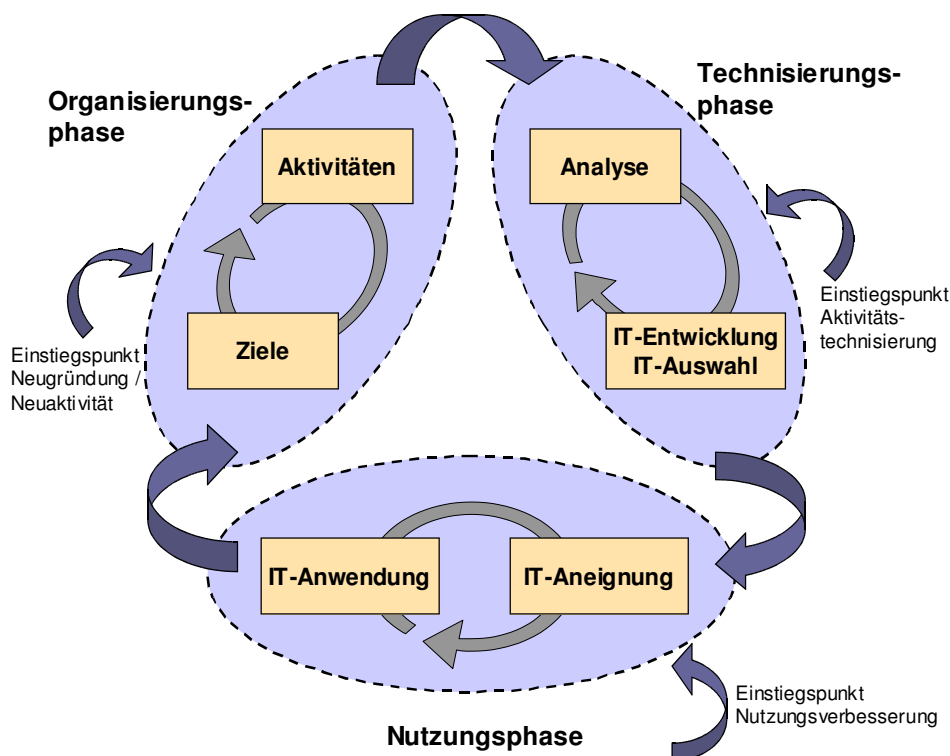 Organisierungs-
phase
Technisierungs-
phase
Aktivitäten
Analyse
Ziele
IT-Entwicklung
IT-Auswahl
Einstiegspunkt
Neugründung /
Neuaktivität
Einstiegspunkt
Aktivitäts-
technisierung
IT-Anwendung
IT-Aneignung
Einstiegspunkt
Nutzungsverbesserung
Nutzungsphase